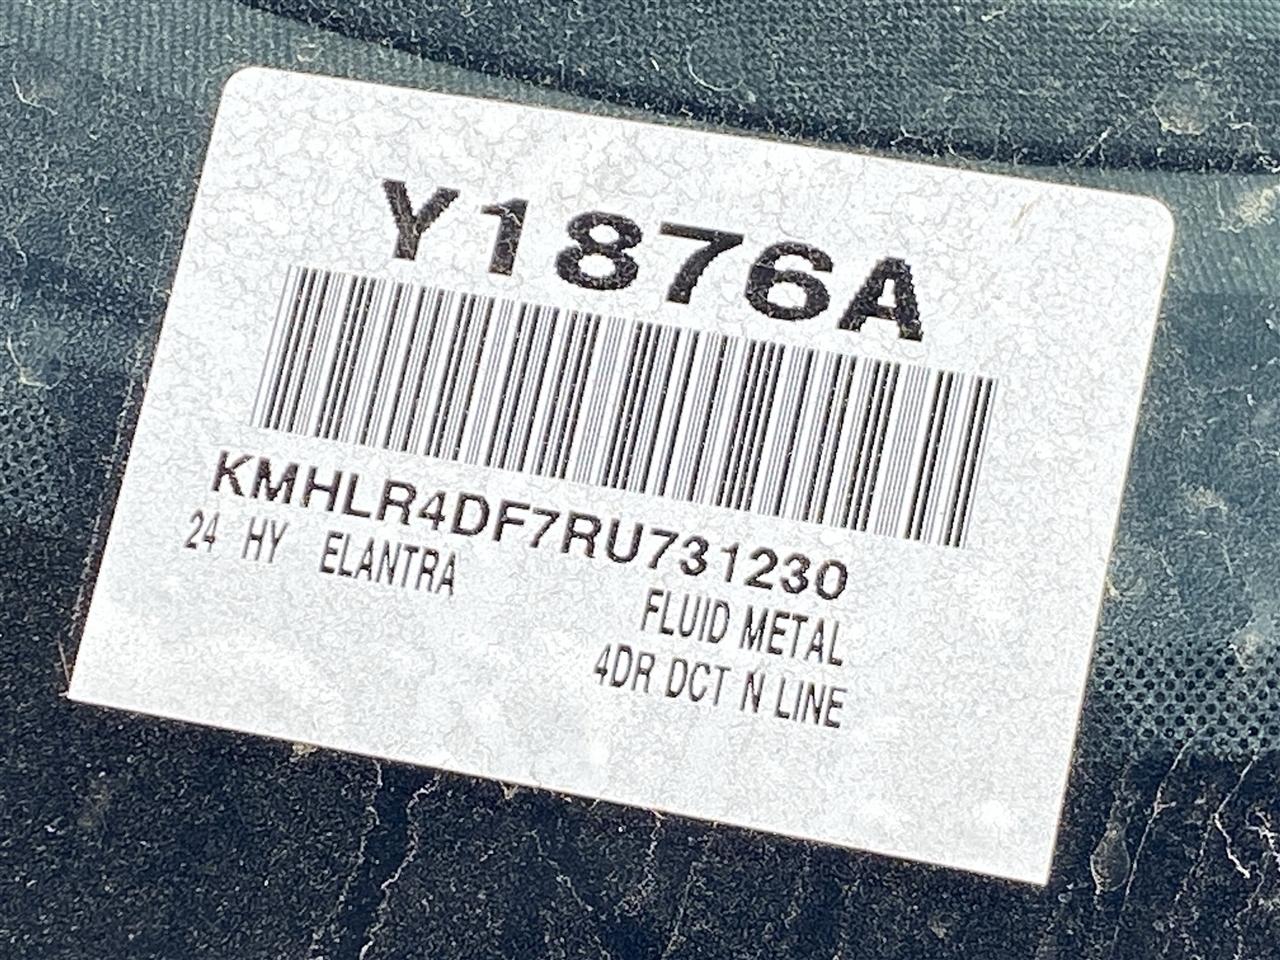 Y1876A
KMHLR4DF7RU731230
24 HY ELANTRA
FLUID METAL
4DR DCT N LINE